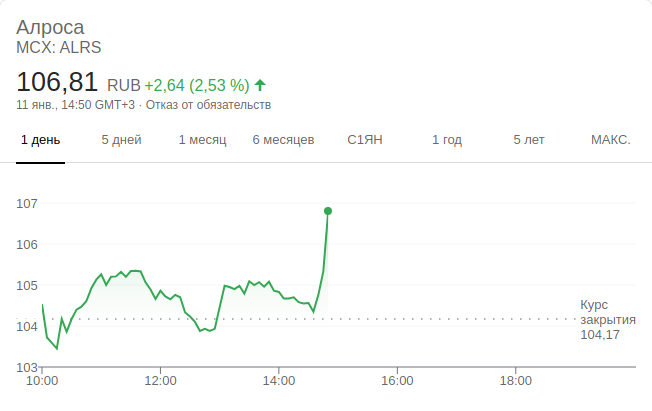 Алроса
MCX: ALRS
106,81 RUB +2,64 (2,53 %)
11 янв., 14:50 GMT+3 · Отказ от обязательств
1 день 5 дней 1 месяц 6 месяцев С1ЯН 1 год 5 лет МАКС.
107
106
105
Курс
104 закрытия
104,17
103
10:00 12:00 14:00 16:00 18:00